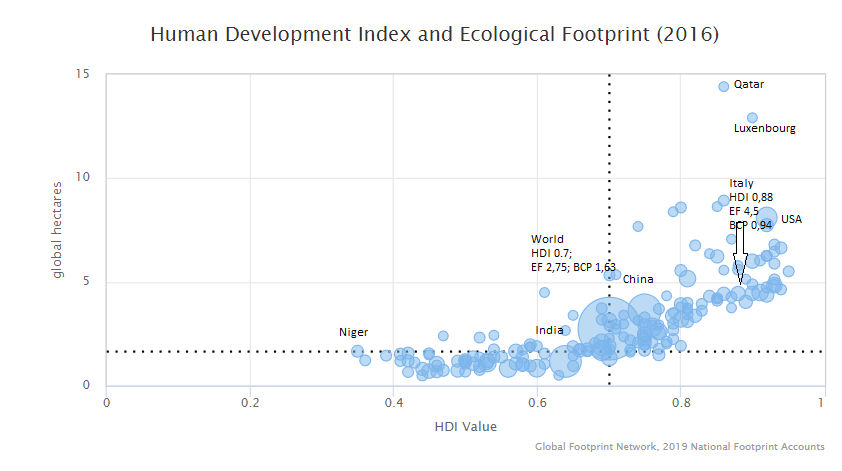 Human Development Index and Ecological Footprint (2016)
15
Qatar
Luxenbourg
global hectares
10
Italy
HDI 0,88
EF 4,5
BCP 0,94
USA
World
HDI 0.7;
EF 2,75; BCP 1,63
5
China
Niger
India
0
0
0.2
0.4
0.6
0.8
1
HDI Value
Global Footprint Network, 2019 National Footprint Accounts